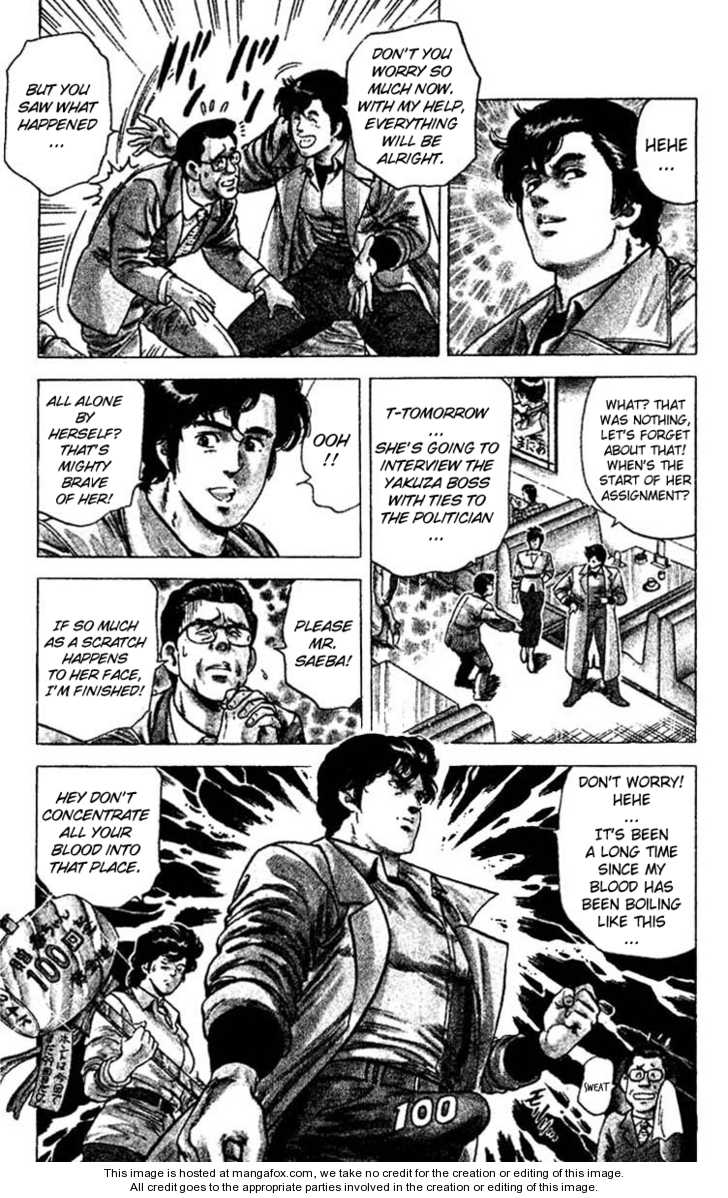 HEHE
...
DON'T YOU
WORRY SO
MUCH NOW.
WITH MY HELP,
EVERYTHING
WILL BE
ALRIGHT.
BUT YOU
SAW WHAT
HAPPENED
...
WHAT? THAT
WAS NOTHING,
LET'S FORGET
ABOUT THAT!
WHEN'S THE
START OF HER
ASSIGNMENT?
T-TOMORROW
...
SHE'S GOING TO
INTERVIEW THE
YAKUZA BOSS
WITH TIES TO
THE POLITICIAN
...
OOH
!!
ALL ALONE
BY
HERSELF?
THAT'S
MIGHTY
BRAVE
OF HER!
PLEASE
MR.
SAEBA!
IF SO MUCH
AS A SCRATCH
HAPPENS
TO HER FACE,
I'M FINISHED!
DON'T WORRY!
HEHE
...
IT'S BEEN
A LONG TIME
SINCE MY
BLOOD HAS
BEEN BOILING
LIKE THIS
...
HEY DON'T
CONCENTRATE
ALL YOUR
BLOOD INTO
THAT PLACE.
100回
100
SWEAT
This image is hosted at mangafox.com, we take no credit for the creation or editing of this image.
All credit goes to the appropriate parties involved in the creation or editing of this image.